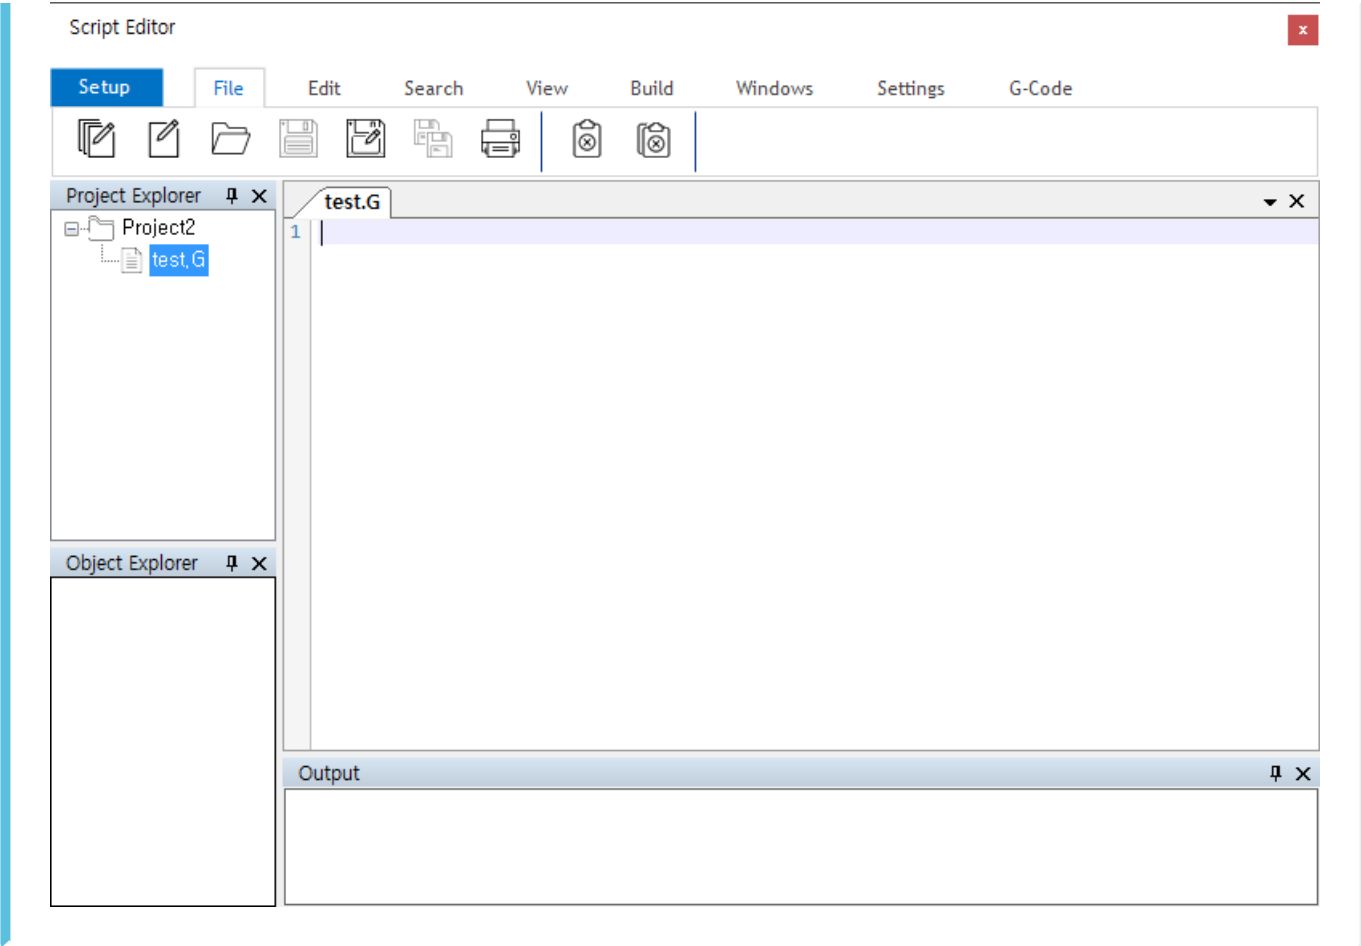 Script Editor
x
Setup File Edit Search View Build Windows Settings G-Code
Project Explorer
test.G
Project2
1
test,G
Object Explorer
Output